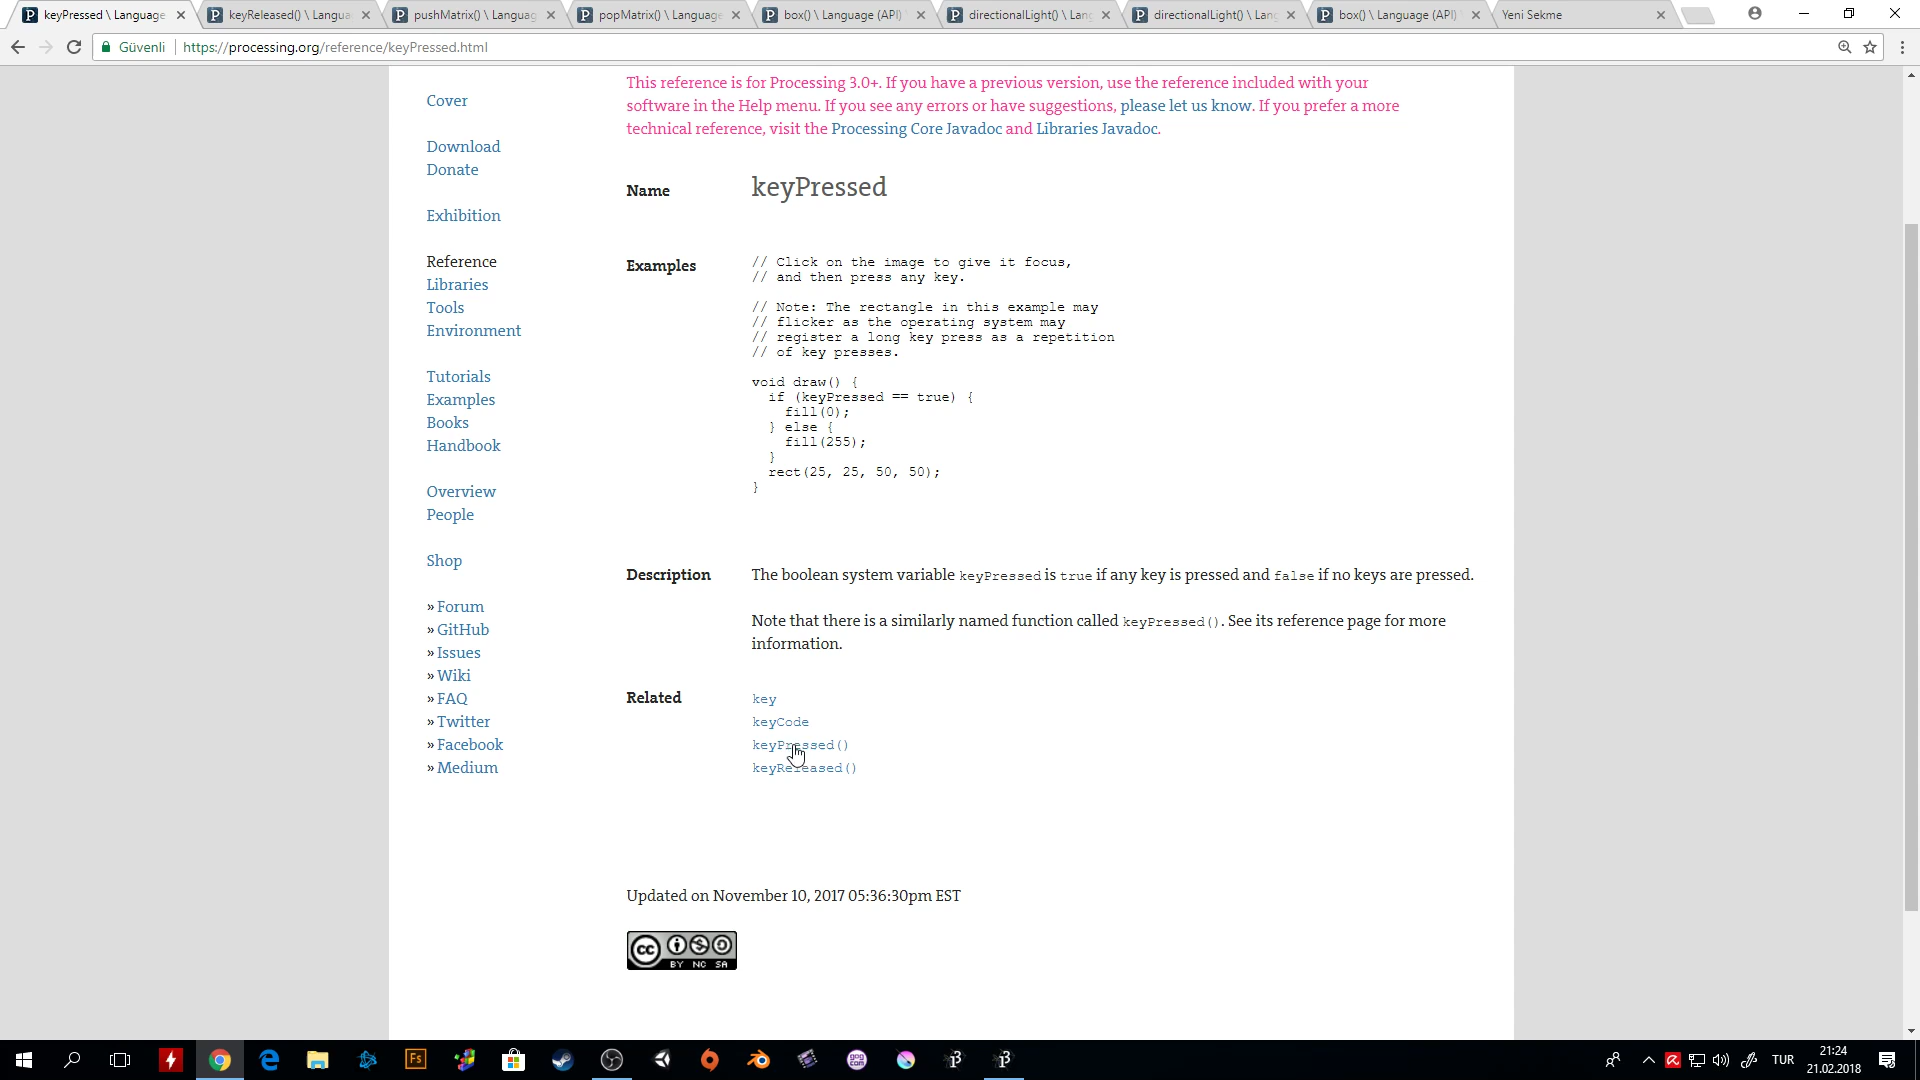 keyPressed \ Language
keyReleased() \ Langua
pushMatrix() \ Languag
popMatrix() \ Language
box() \ Language (API)
directionalLight() \ Lan
directionalLight() \ Lang
box() \ Language (API)
Yeni Sekme
Güvenli
https://processing.org/reference/keyPressed.html
Cover
Download
Donate
Exhibition
Reference
Libraries
Tools
Environment
Tutorials
Examples
Books
Handbook
Overview
People
Shop
» Forum
» GitHub
» Issues
» Wiki
» FAQ
» Twitter
» Facebook
» Medium
This reference is for Processing 3.0+. If you have a previous version, use the reference included with your
software in the Help menu. If you see any errors or have suggestions, please let us know. If you prefer a more
technical reference, visit the Processing Core Javadoc and Libraries Javadoc.
Name
keyPressed
Examples
// Click on the image to give it focus,
// and then press any key.
// Note: The rectangle in this example may
// flicker as the operating system may
// register a long key press as a repetition
// of key presses.
void draw() {
if (keyPressed == true) {
fill(0);
} else {
fill(255);
}
rect(25, 25, 50, 50);
}
Description
The boolean system variable keyPressed is true if any key is pressed and false if no keys are pressed.
Note that there is a similarly named function called keyPressed(). See its reference page for more
information.
Related
key
keyCode
keyPressed()
keyReleased()
Updated on November 10, 2017 05:36:30pm EST
cc
BY NC SA
Fs
TUR
21:24
21.02.2018